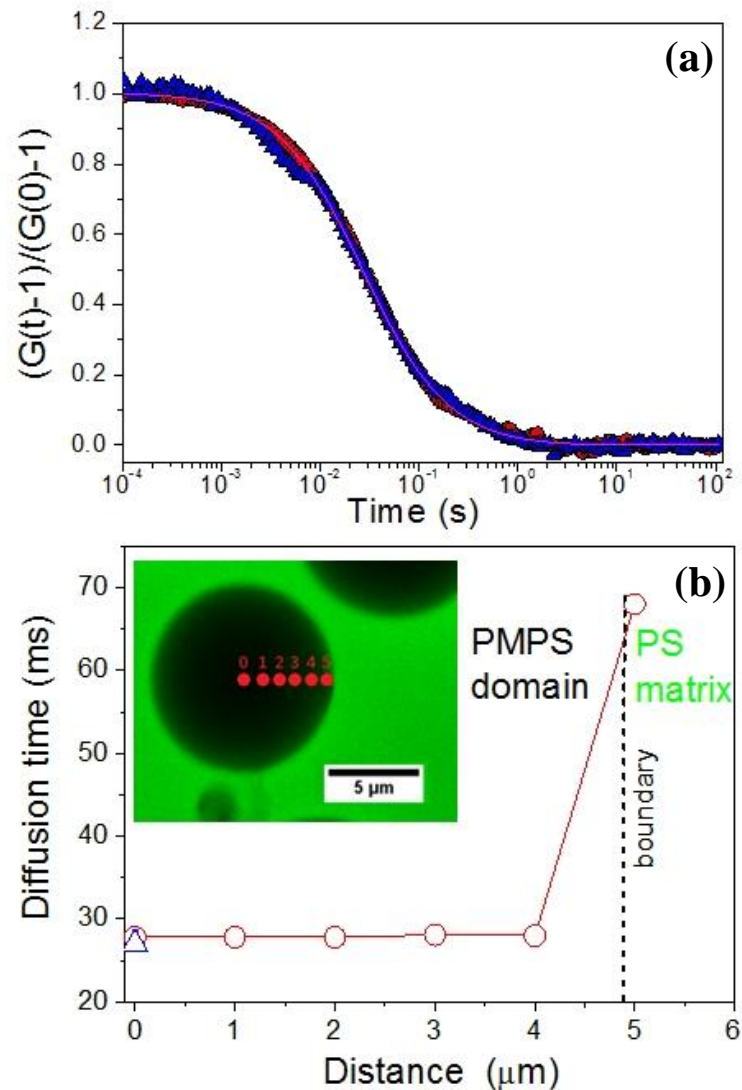 (a)
1.2
1.0
0.8
0.6
0.4
0.2
0.0
(G(t)-1)/(G(0)-1)
10⁻⁴ 10⁻³ 10⁻² 10⁻¹ 10⁰ 10¹ 10²
Time (s)
(b)
70
60
50
40
30
20
Diffusion time (ms)
0 1 2 3 4 5
5 µm
PMPS
domain
PS
matrix
boundary
0 1 2 3 4 5 6
Distance (µm)